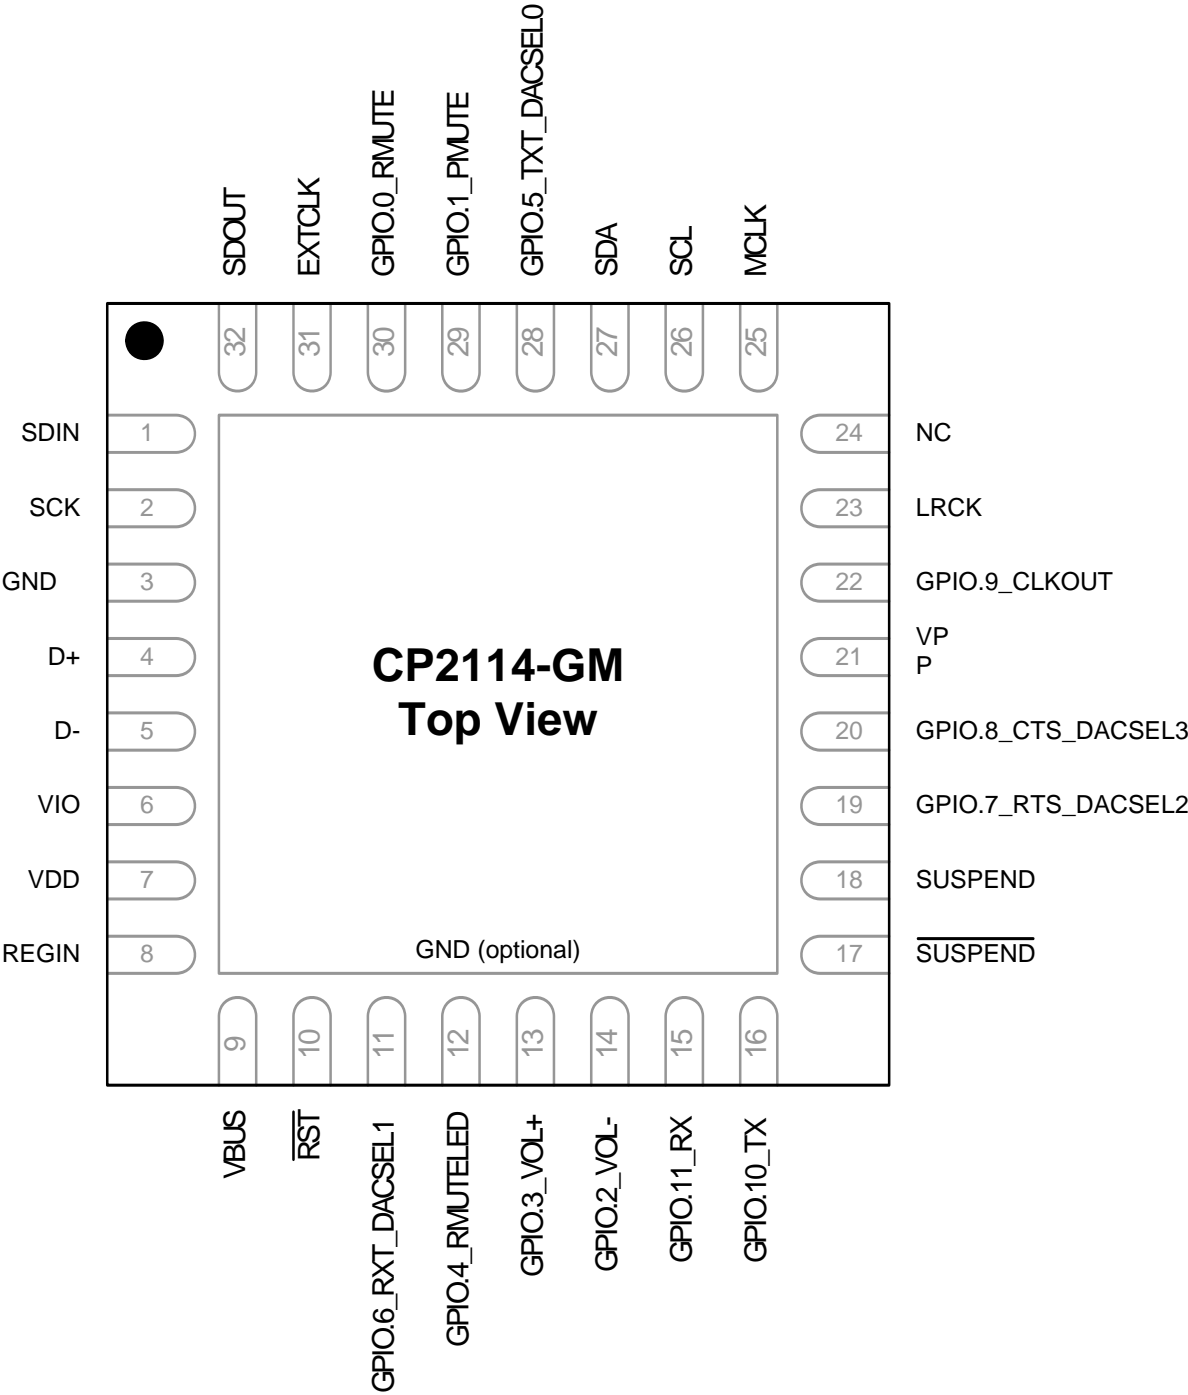 SDOUT
EXTCLK
GPIO.0_RMUTE
GPIO.1_PMUTE
GPIO.5_TXT_DACSEL0
SDA
SCL
MCLK
32
31
30
29
28
27
26
25
SDIN 1
SCK 2
GND 3
D+ 4
D- 5
VIO 6
VDD 7
REGIN 8
CP2114-GM
Top View
GND (optional)
24 NC
23 LRCK
22 GPIO.9_CLKOUT
21 VP
P
20 GPIO.8_CTS_DACSEL3
19 GPIO.7_RTS_DACSEL2
18 SUSPEND
17 SUSPEND
9
10
11
12
13
14
15
16
VBUS
RST
GPIO.6_RXT_DACSEL1
GPIO.4_RMUTELED
GPIO.3_VOL+
GPIO.2_VOL-
GPIO.11_RX
GPIO.10_TX